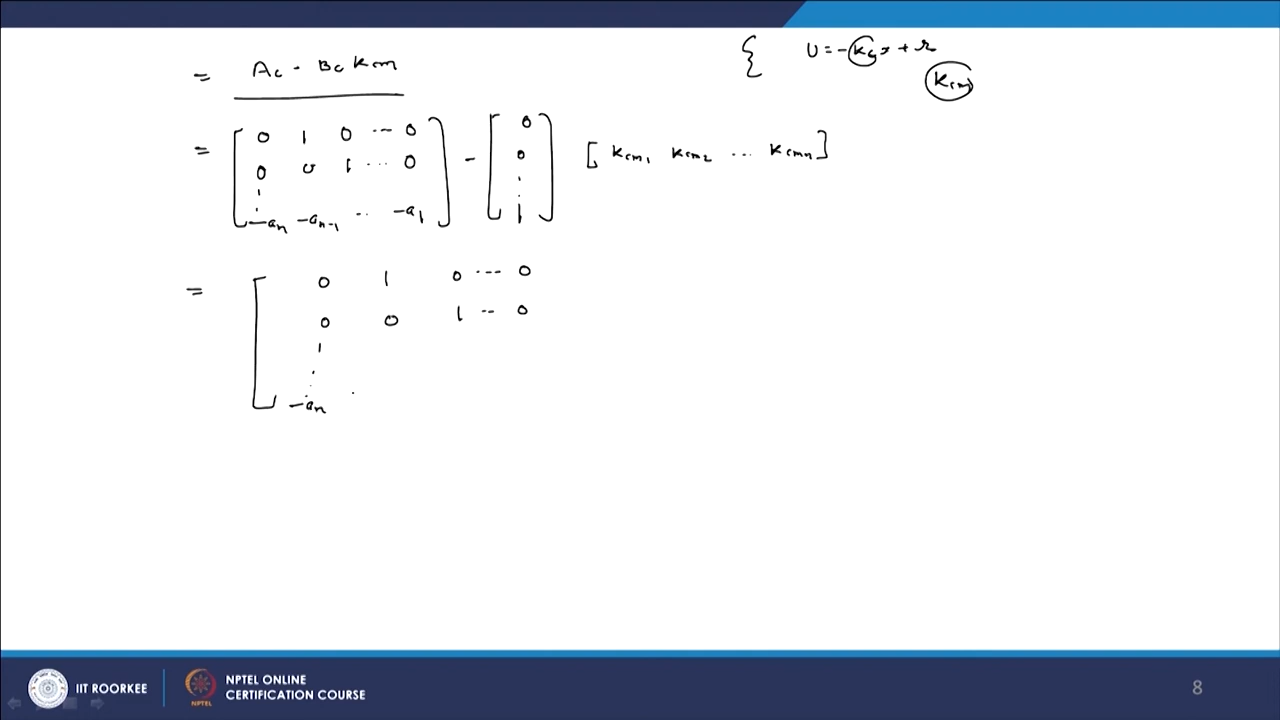 U = -Kcx + r
= Ac - Bc Kcm
Kcm
= [ 0 1 0 ... 0
0 0 1 ... 0
-an -an-1 .. -a1 ] - [ 0
0
1 ] [ Kcm1 Kcm2 ... Kcmn ]
= [ 0 1 0 ... 0
0 0 1 .. 0
-an
IIT ROORKEE
NPTEL ONLINE
CERTIFICATION COURSE
NPTEL
8